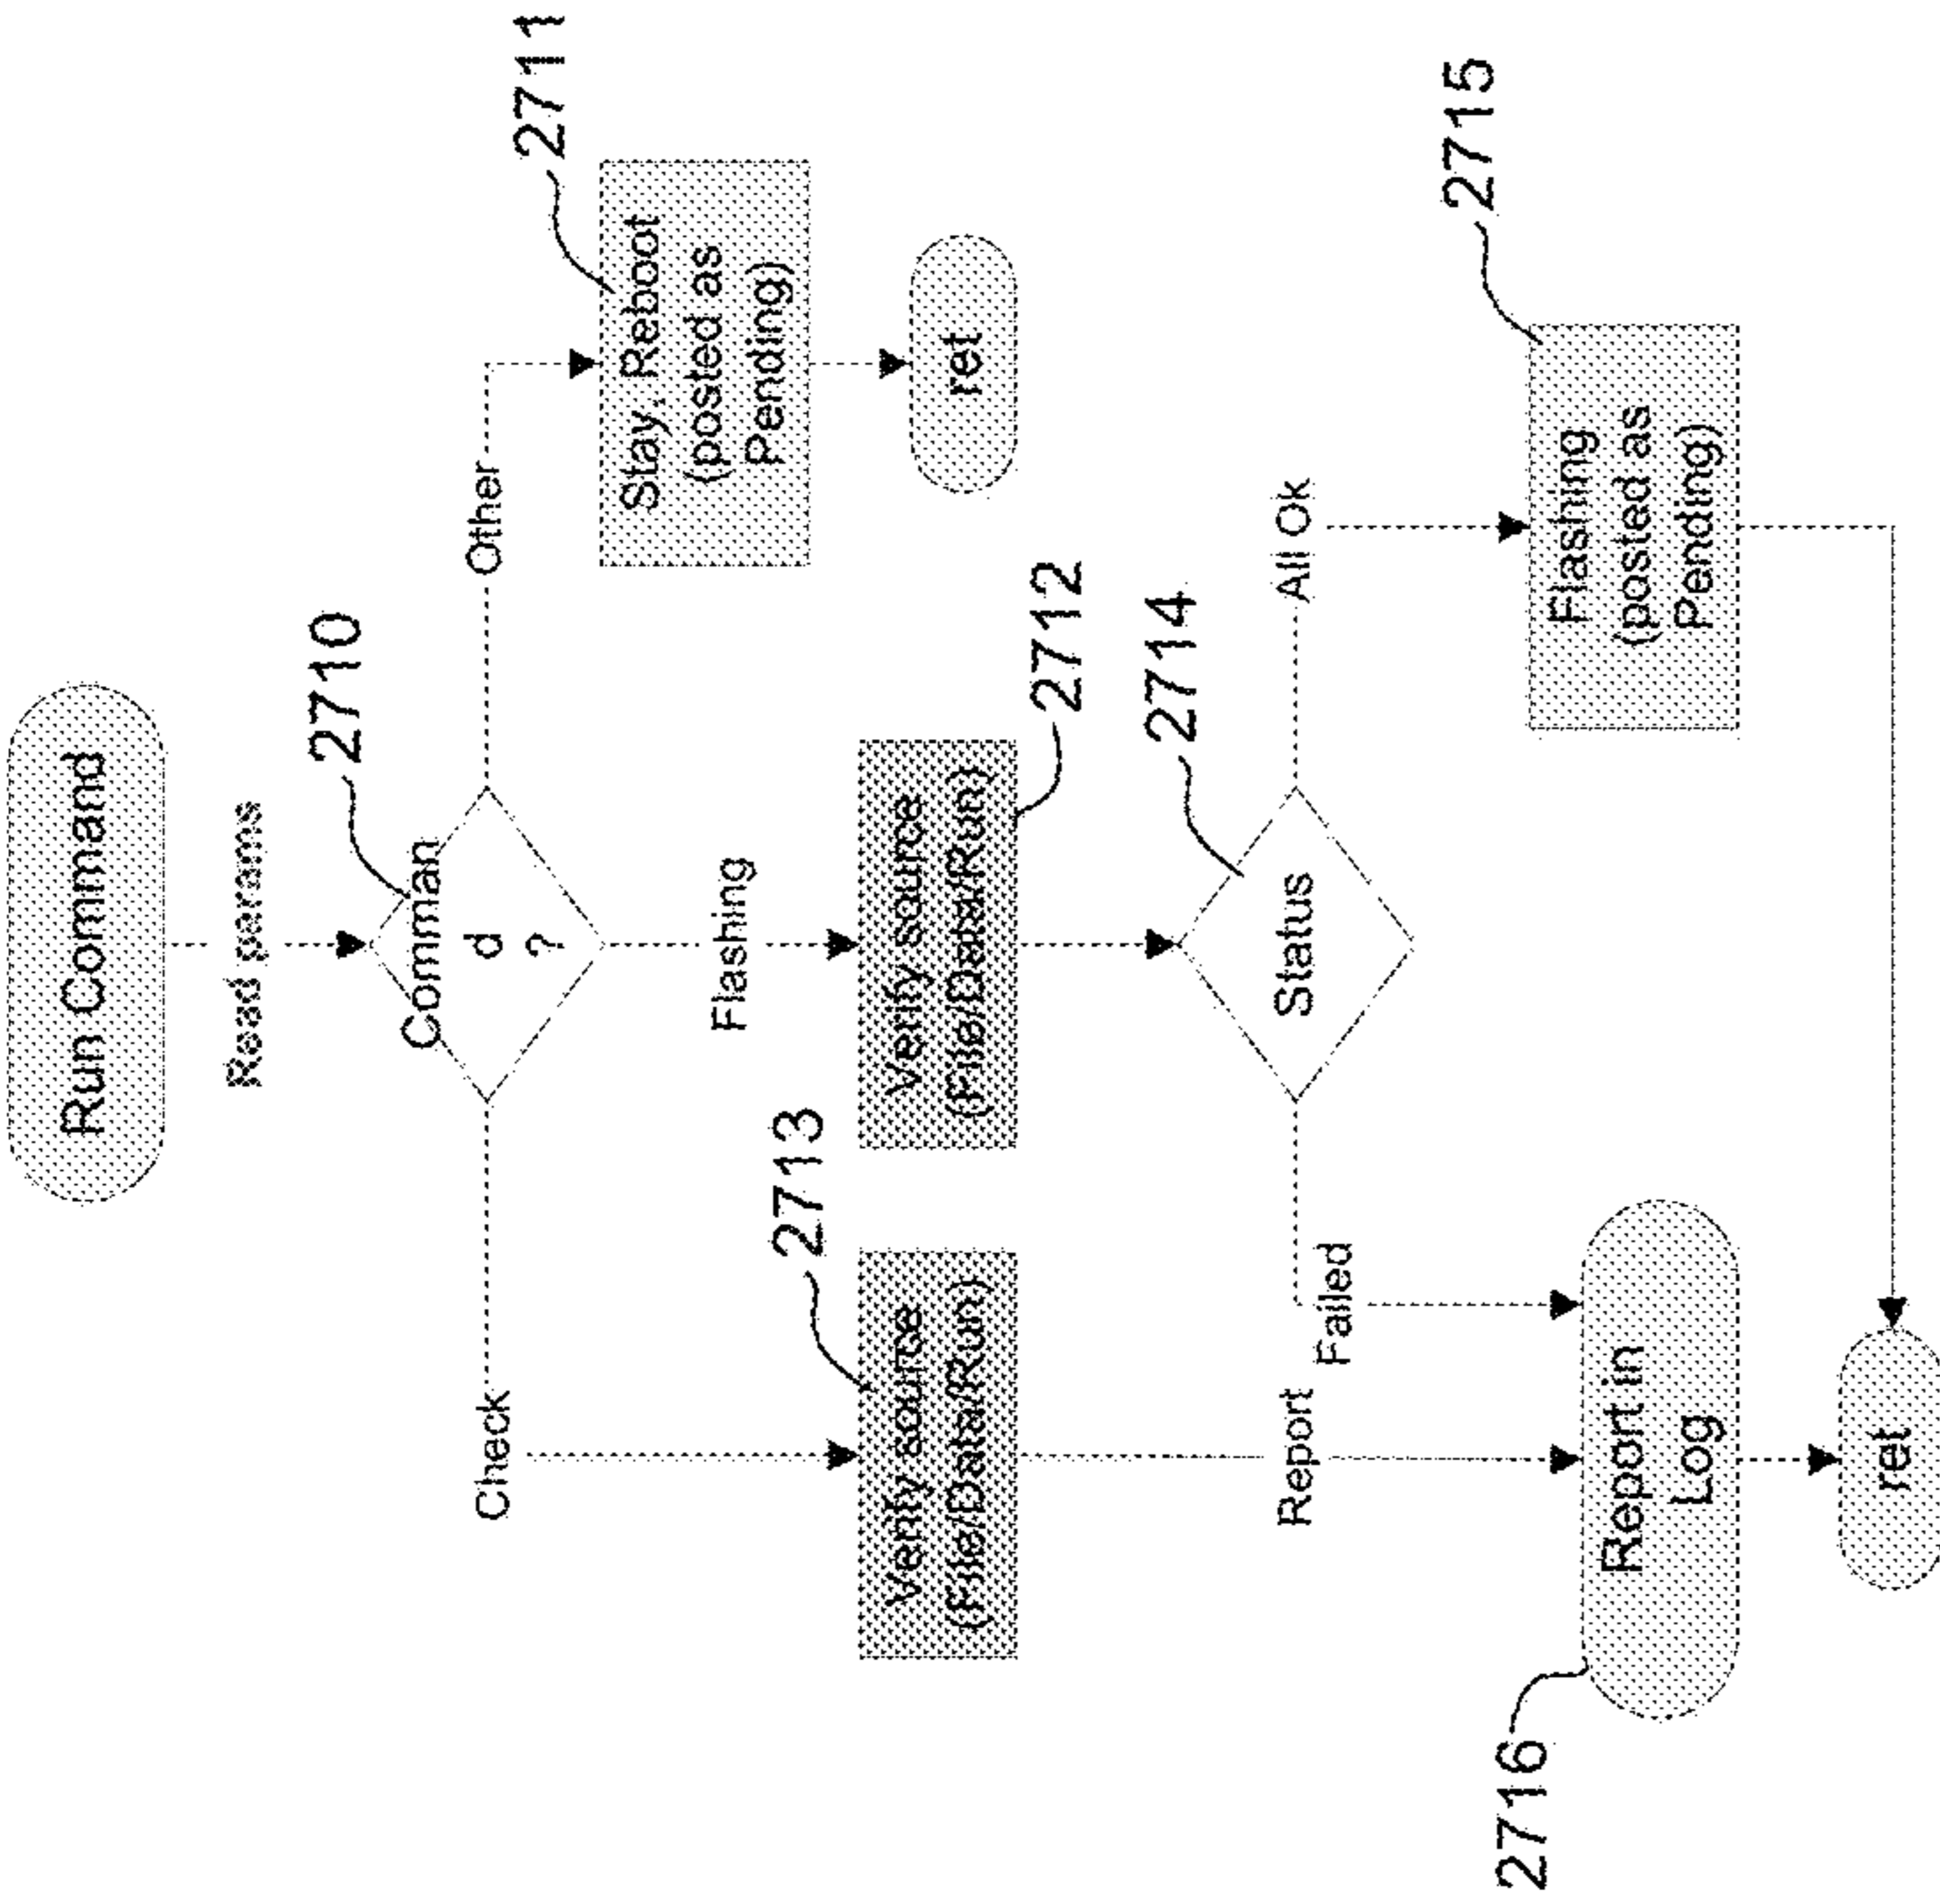 Run Command
Read params
2710
Comman
d
?
Other
2711
Stay, Reboot
(posted as
Pending)
ret
Flashing
2712
Verify source
(File/Data/Run)
Check
2713
Verify source
(File/Data/Run)
2714
Status
All Ok
2715
Flashing
(posted as
Pending)
Failed
Report
2716
Report in
Log
ret